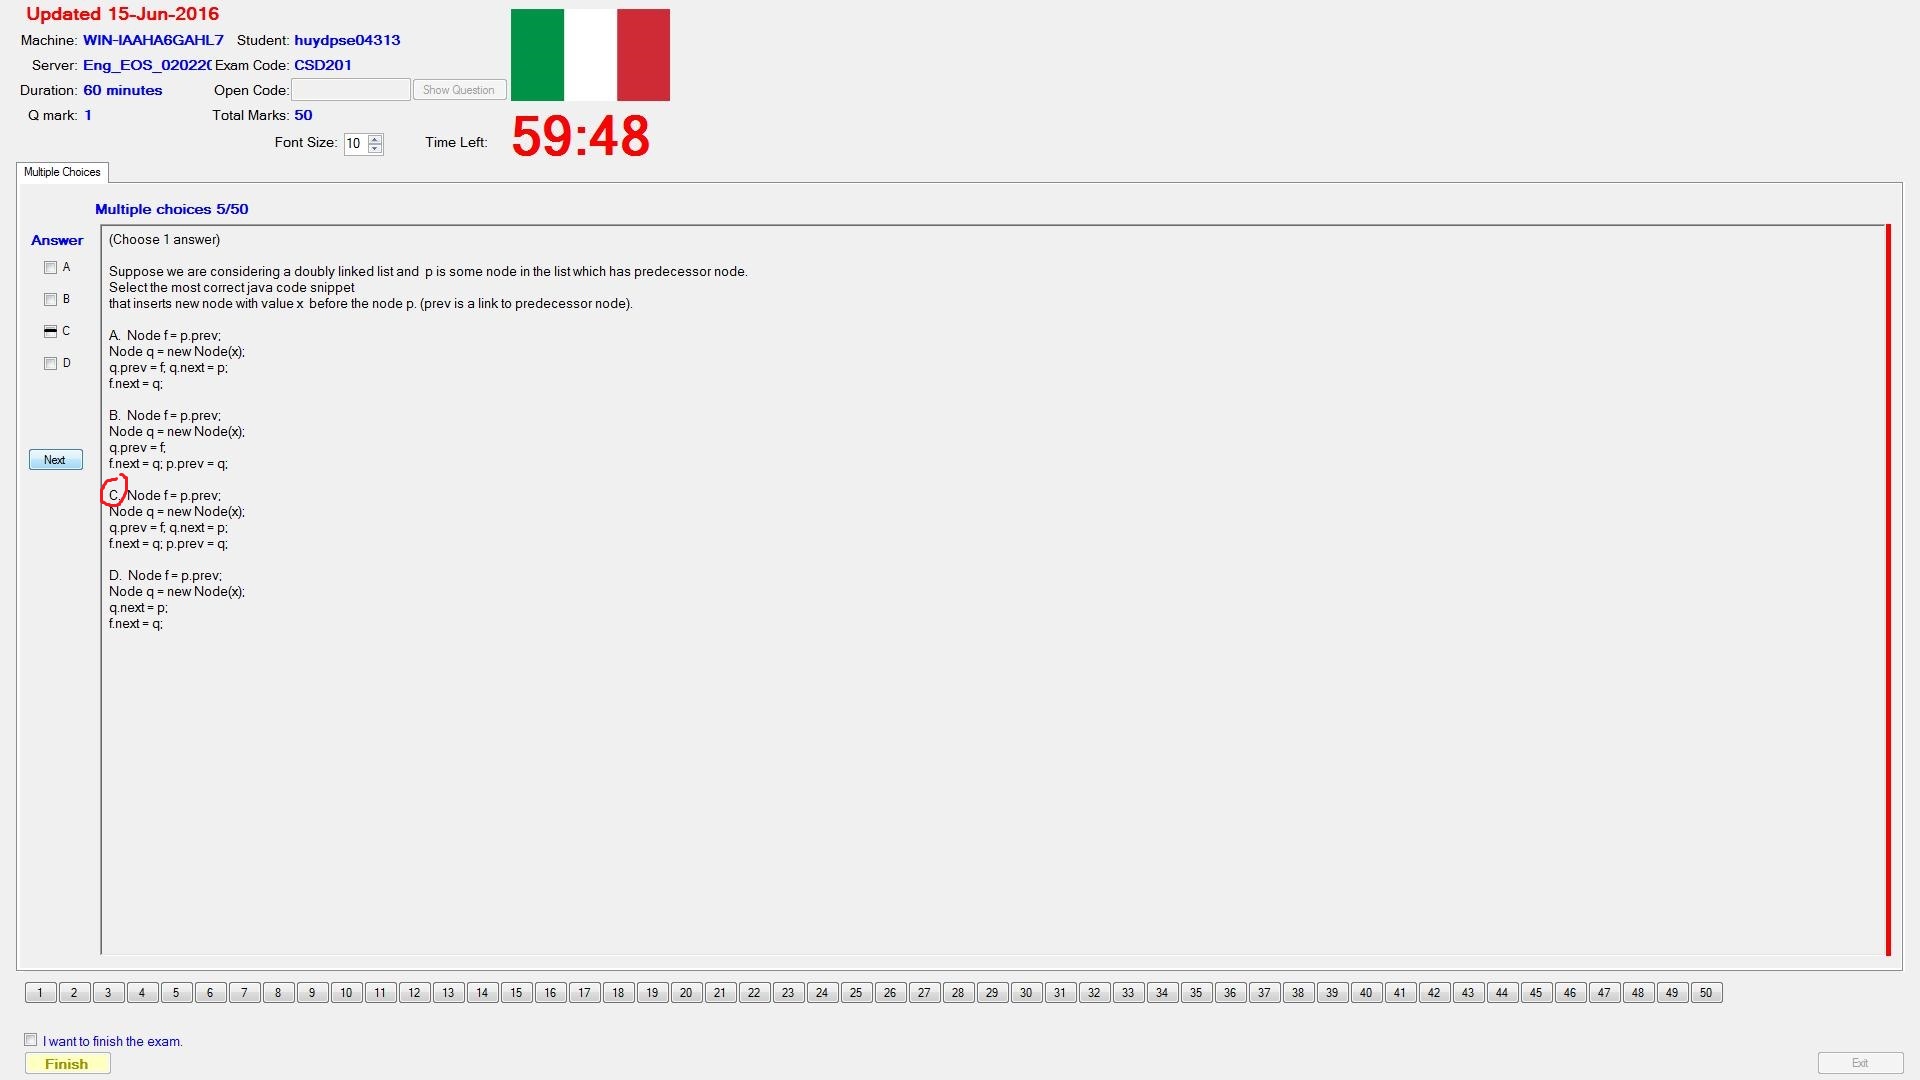 Updated 15-Jun-2016
Machine: WIN-IAAHA6GAHL7 Student: huydpse04313
Server: Eng_EOS_020220 Exam Code: CSD201
Duration: 60 minutes Open Code: Show Question
Q mark: 1 Total Marks: 50
Font Size: 10 Time Left: 59:48
Multiple Choices
Multiple choices 5/50
Answer
A
B
C
D
Next
(Choose 1 answer)
Suppose we are considering a doubly linked list and p is some node in the list which has predecessor node.
Select the most correct java code snippet
that inserts new node with value x before the node p. (prev is a link to predecessor node).
A. Node f = p.prev;
Node q = new Node(x);
q.prev = f; q.next = p;
f.next = q;
B. Node f = p.prev;
Node q = new Node(x);
q.prev = f;
f.next = q; p.prev = q;
C. Node f = p.prev;
Node q = new Node(x);
q.prev = f; q.next = p;
f.next = q; p.prev = q;
D. Node f = p.prev;
Node q = new Node(x);
q.next = p;
f.next = q;
1 2 3 4 5 6 7 8 9 10 11 12 13 14 15 16 17 18 19 20 21 22 23 24 25 26 27 28 29 30 31 32 33 34 35 36 37 38 39 40 41 42 43 44 45 46 47 48 49 50
I want to finish the exam.
Finish
Exit